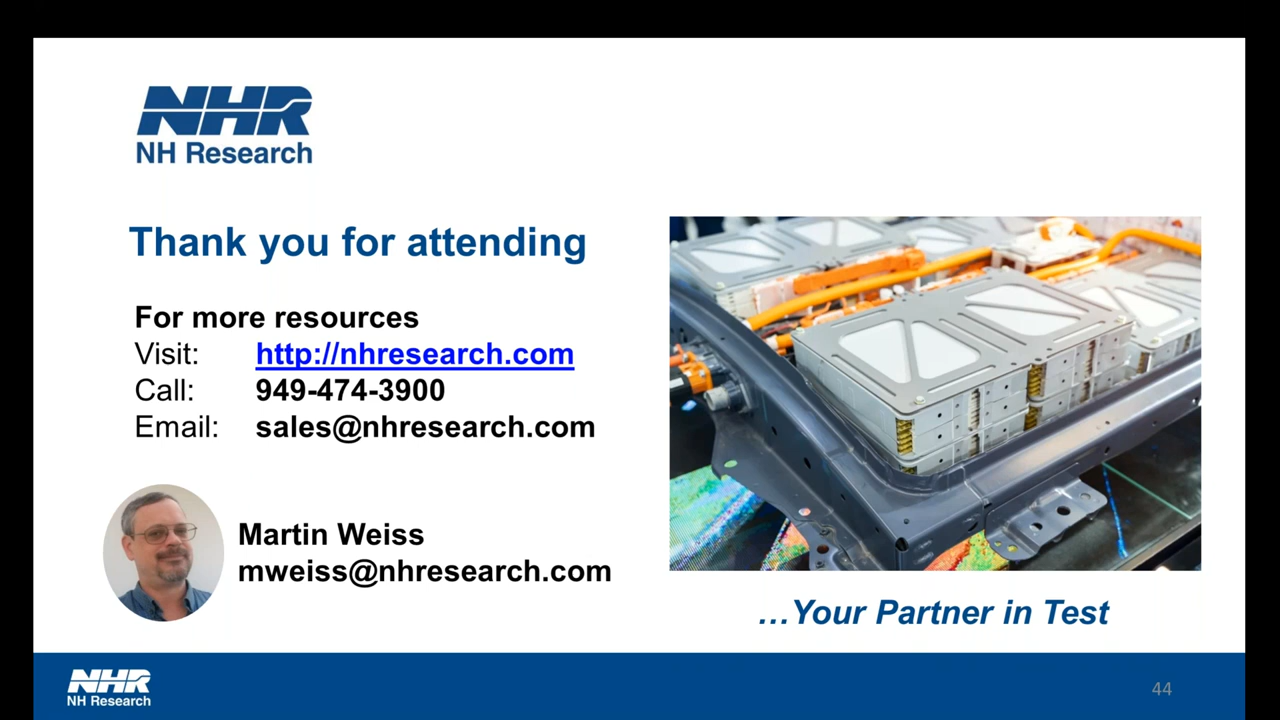 NHR
NH Research
Thank you for attending
For more resources
Visit: http://nhresearch.com
Call: 949-474-3900
Email: sales@nhresearch.com
Martin Weiss
mweiss@nhresearch.com
...Your Partner in Test
NHR
NH Research
44